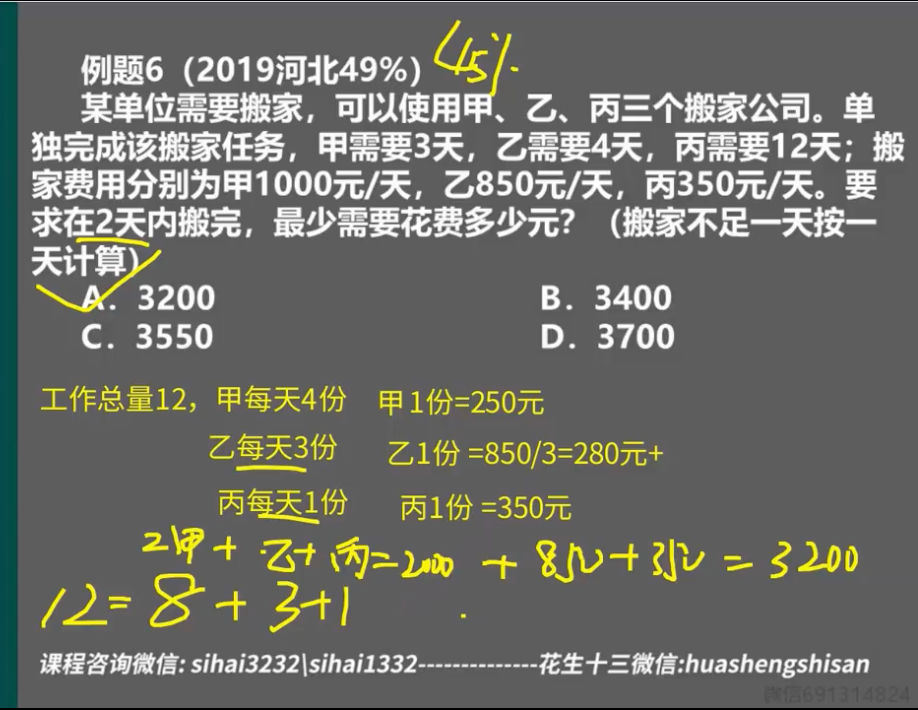 例题6（2019河北49%） 45%.
某单位需要搬家，可以使用甲、乙、丙三个搬家公司。单
独完成该搬家任务，甲需要3天，乙需要4天，丙需要12天；搬
家费用分别为甲1000元/天，乙850元/天，丙350元/天。要
求在2天内搬完，最少需要花费多少元？（搬家不足一天按一
天计算）
A．3200 B．3400
C．3550 D．3700
工作总量12，甲每天4份 甲1份=250元
乙每天3份 乙1份 =850/3=280元+
丙每天1份 丙1份 =350元
2甲 + 乙+ 丙=2000 + 850+350 = 3200
12=8+3+1
课程咨询微信: sihai3232\sihai1332--------------花生十三微信:huashengshisan
微信691314824